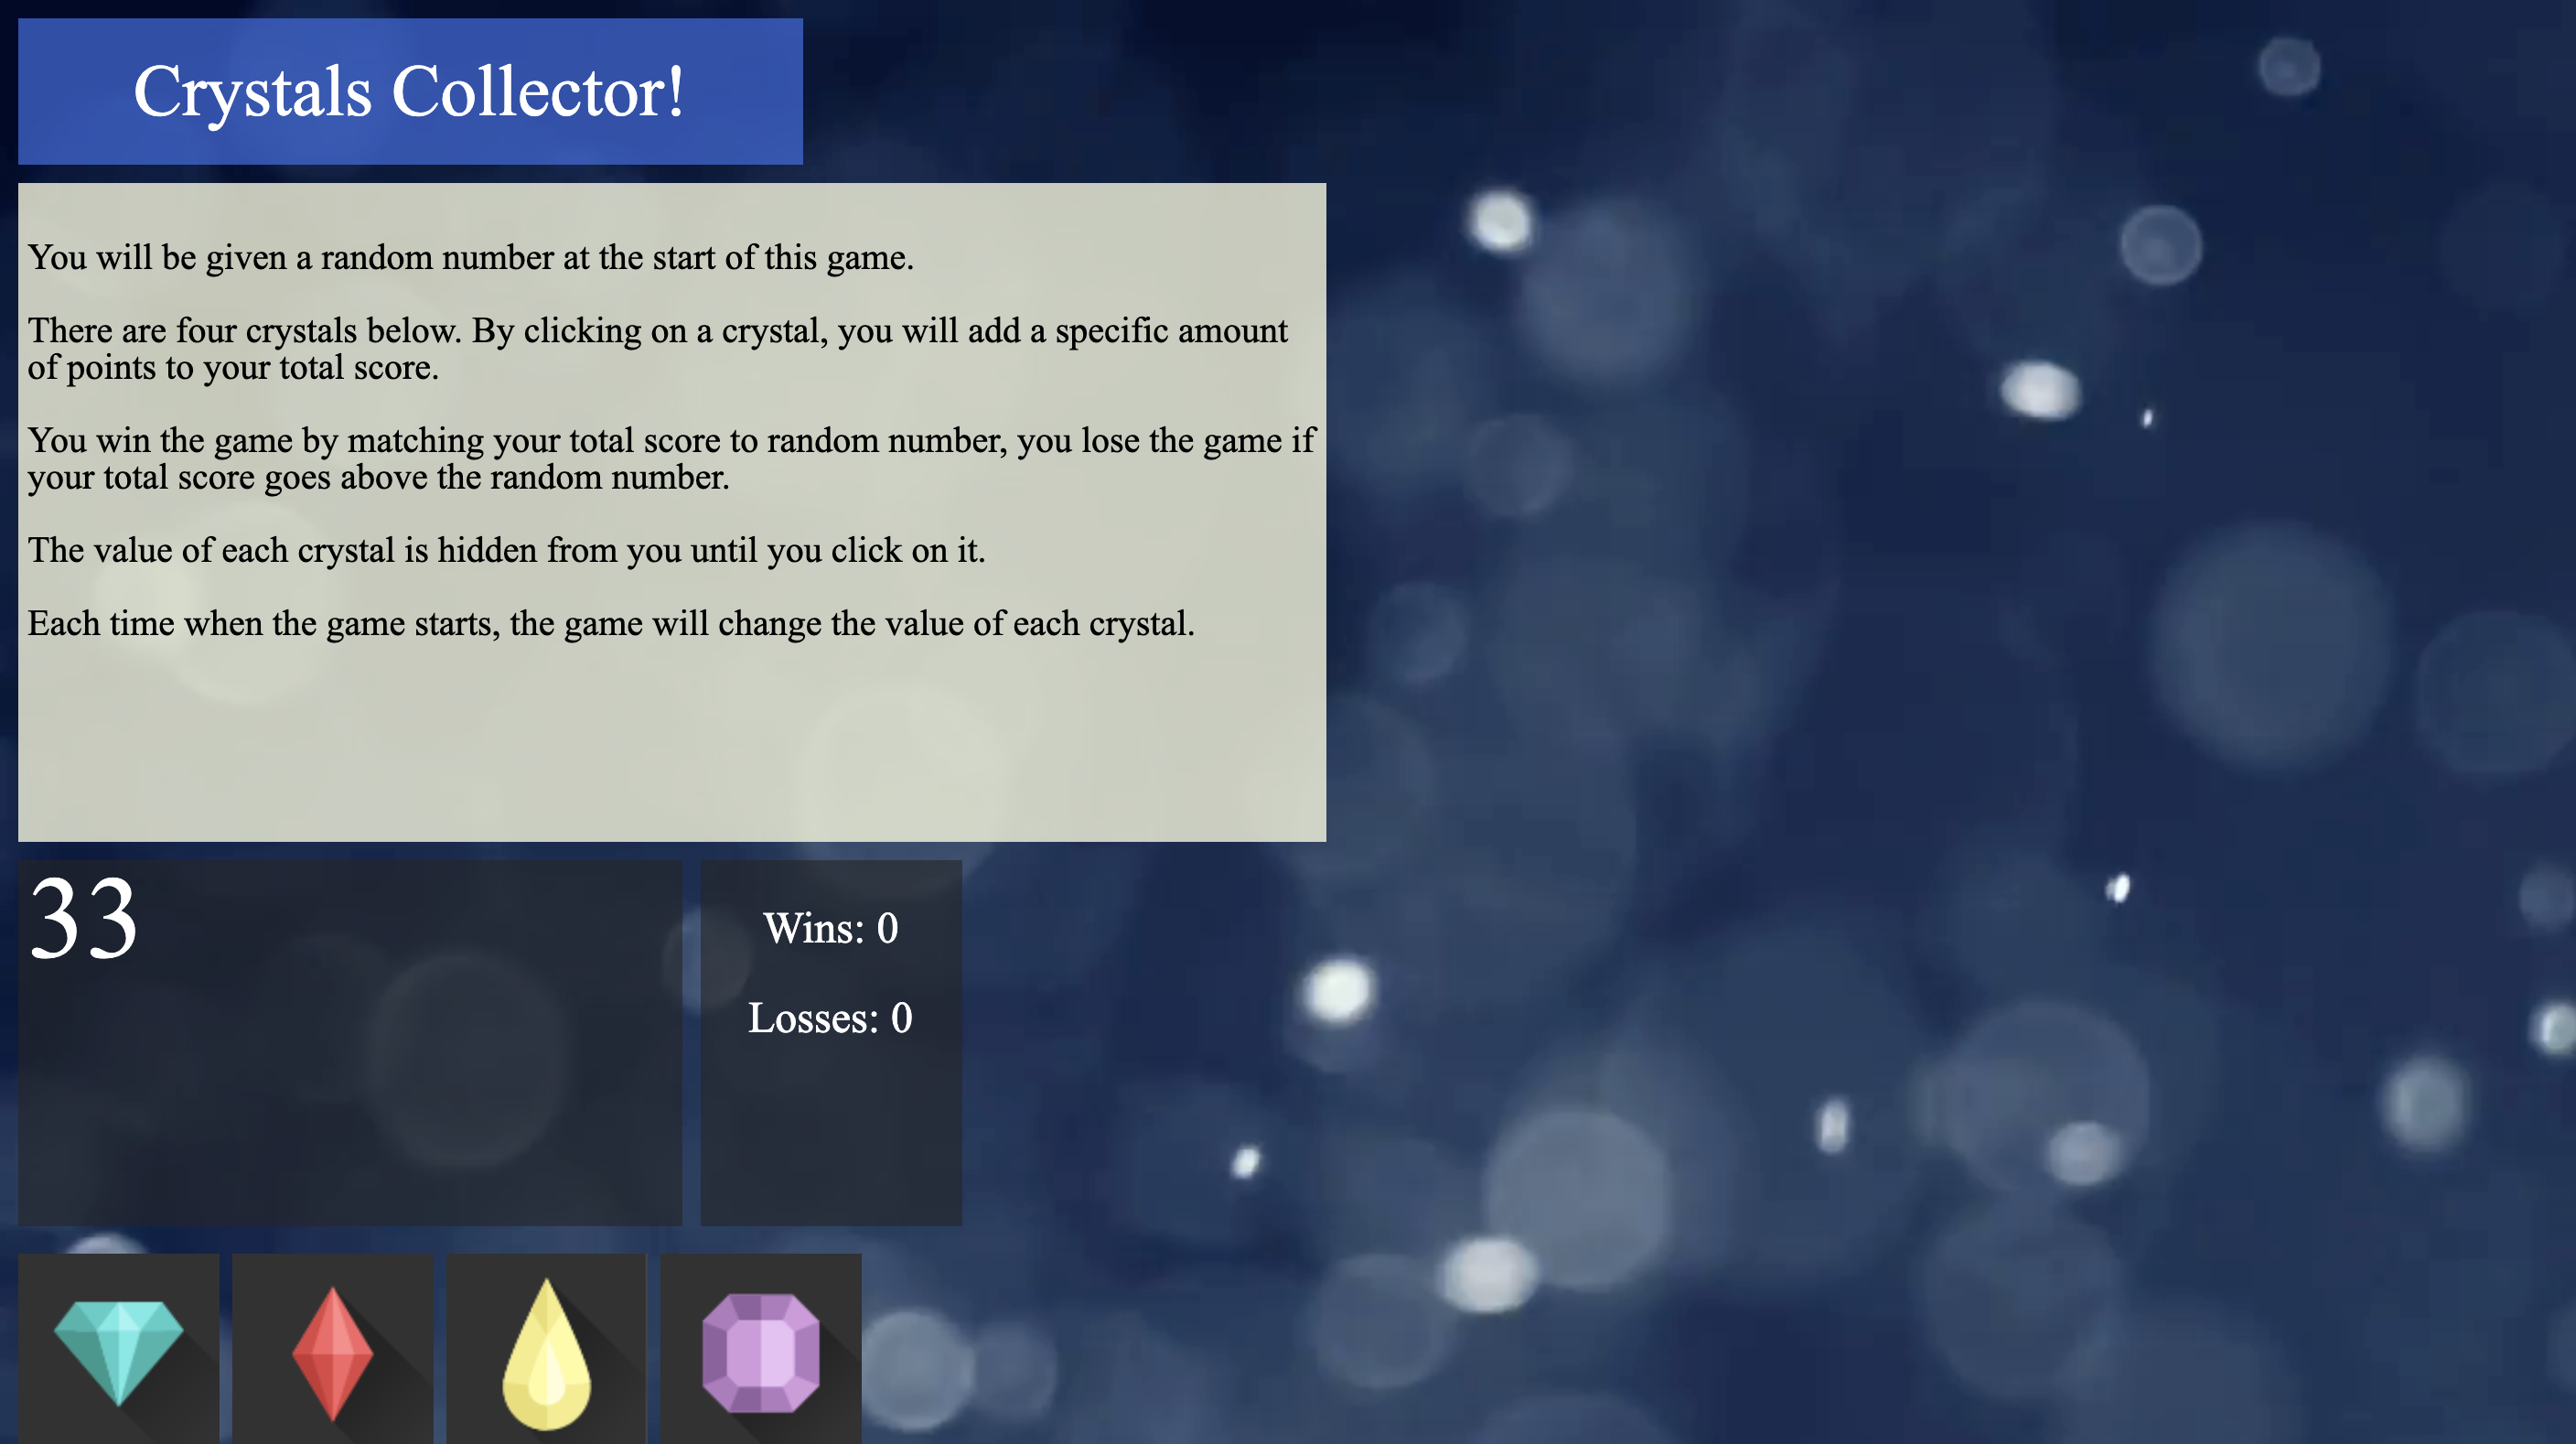 Crystals Collector!
You will be given a random number at the start of this game.
There are four crystals below. By clicking on a crystal, you will add a specific amount
of points to your total score.
You win the game by matching your total score to random number, you lose the game if
your total score goes above the random number.
The value of each crystal is hidden from you until you click on it.
Each time when the game starts, the game will change the value of each crystal.
33
Wins: 0
Losses: 0